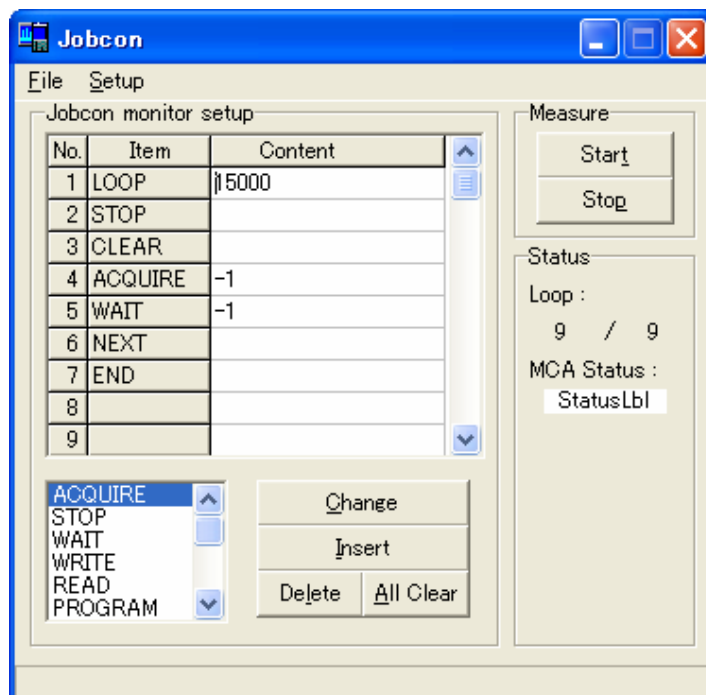 Jobcon
File Setup
Jobcon monitor setup
No. Item Content
1 LOOP 15000
2 STOP
3 CLEAR
4 ACQUIRE -1
5 WAIT -1
6 NEXT
7 END
8
9
ACQUIRE
STOP
WAIT
WRITE
READ
PROGRAM
Change
Insert
Delete All Clear
Measure
Start
Stop
Status
Loop :
9 / 9
MCA Status :
StatusLbl